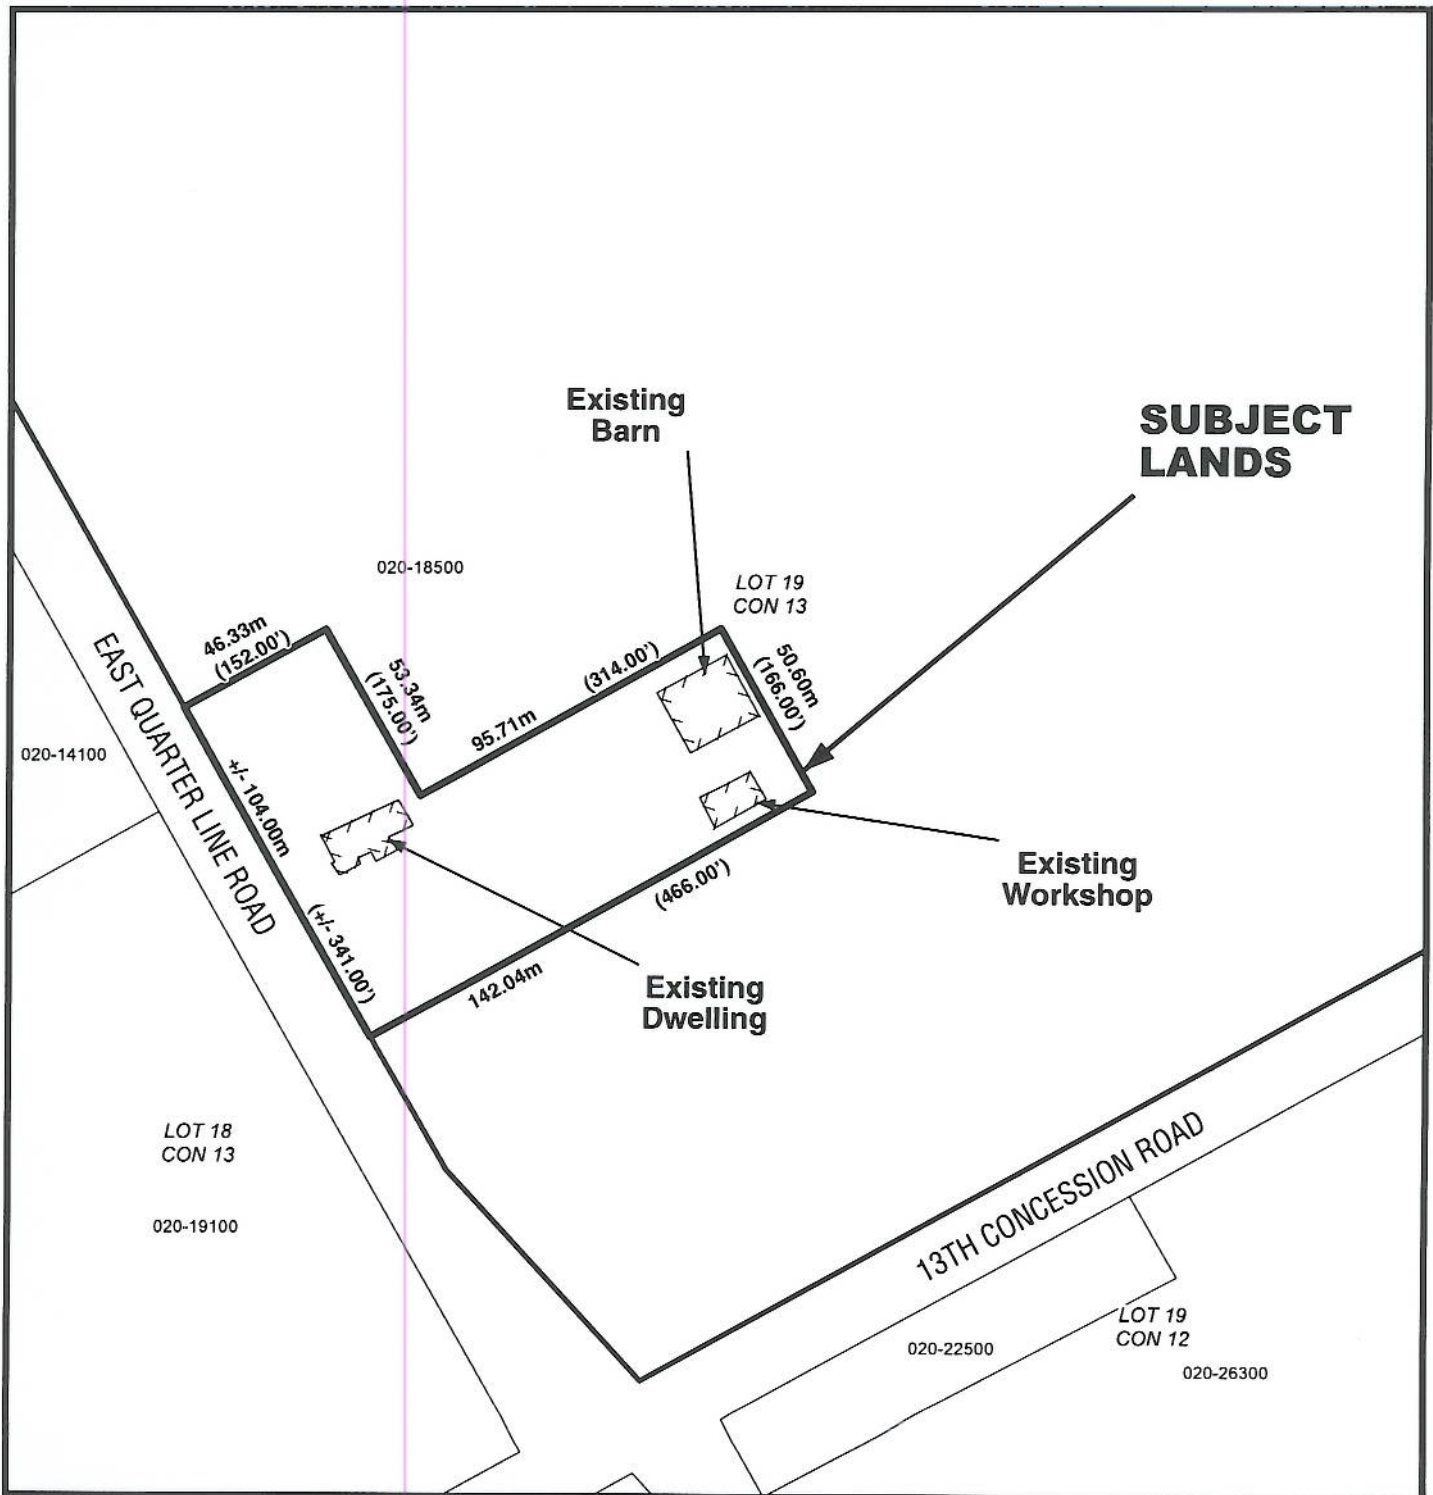 Existing
Barn
SUBJECT
LANDS
020-18500
LOT 19
CON 13
46.33m
(152.00')
53.34m
(175.00')
95.71m
(314.00')
50.60m
(166.00')
EAST QUARTER LINE ROAD
020-14100
+/- 104.00m
(+/- 341.00')
Existing
Workshop
(466.00')
142.04m
Existing
Dwelling
LOT 18
CON 13
020-19100
13TH CONCESSION ROAD
LOT 19
CON 12
020-22500
020-26300